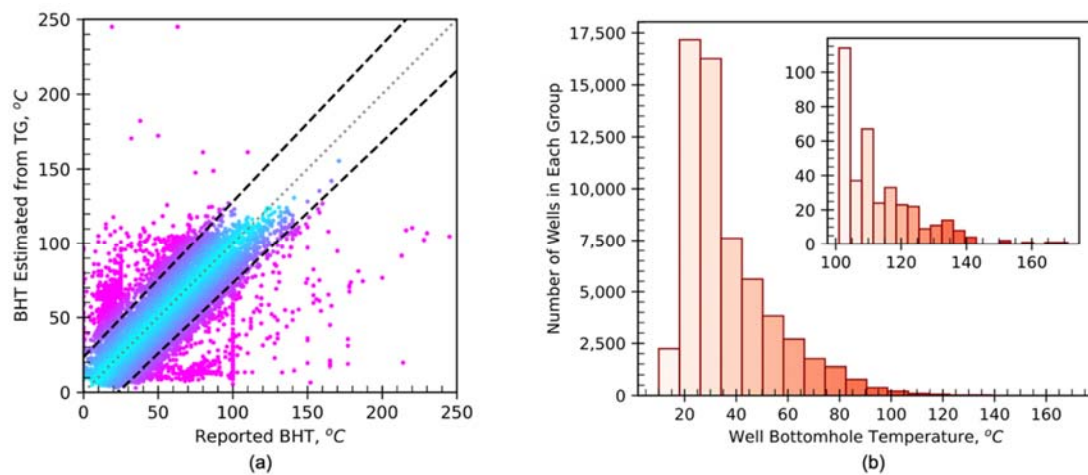 250
200
150
100
50
0
BHT Estimated from TG, °C
0 50 100 150 200 250
Reported BHT, °C
(a)
17,500
15,000
12,500
10,000
7,500
5,000
2,500
0
Number of Wells in Each Group
20 40 60 80 100 120 140 160
Well Bottomhole Temperature, °C
(b)
100
80
60
40
20
0
100 120 140 160